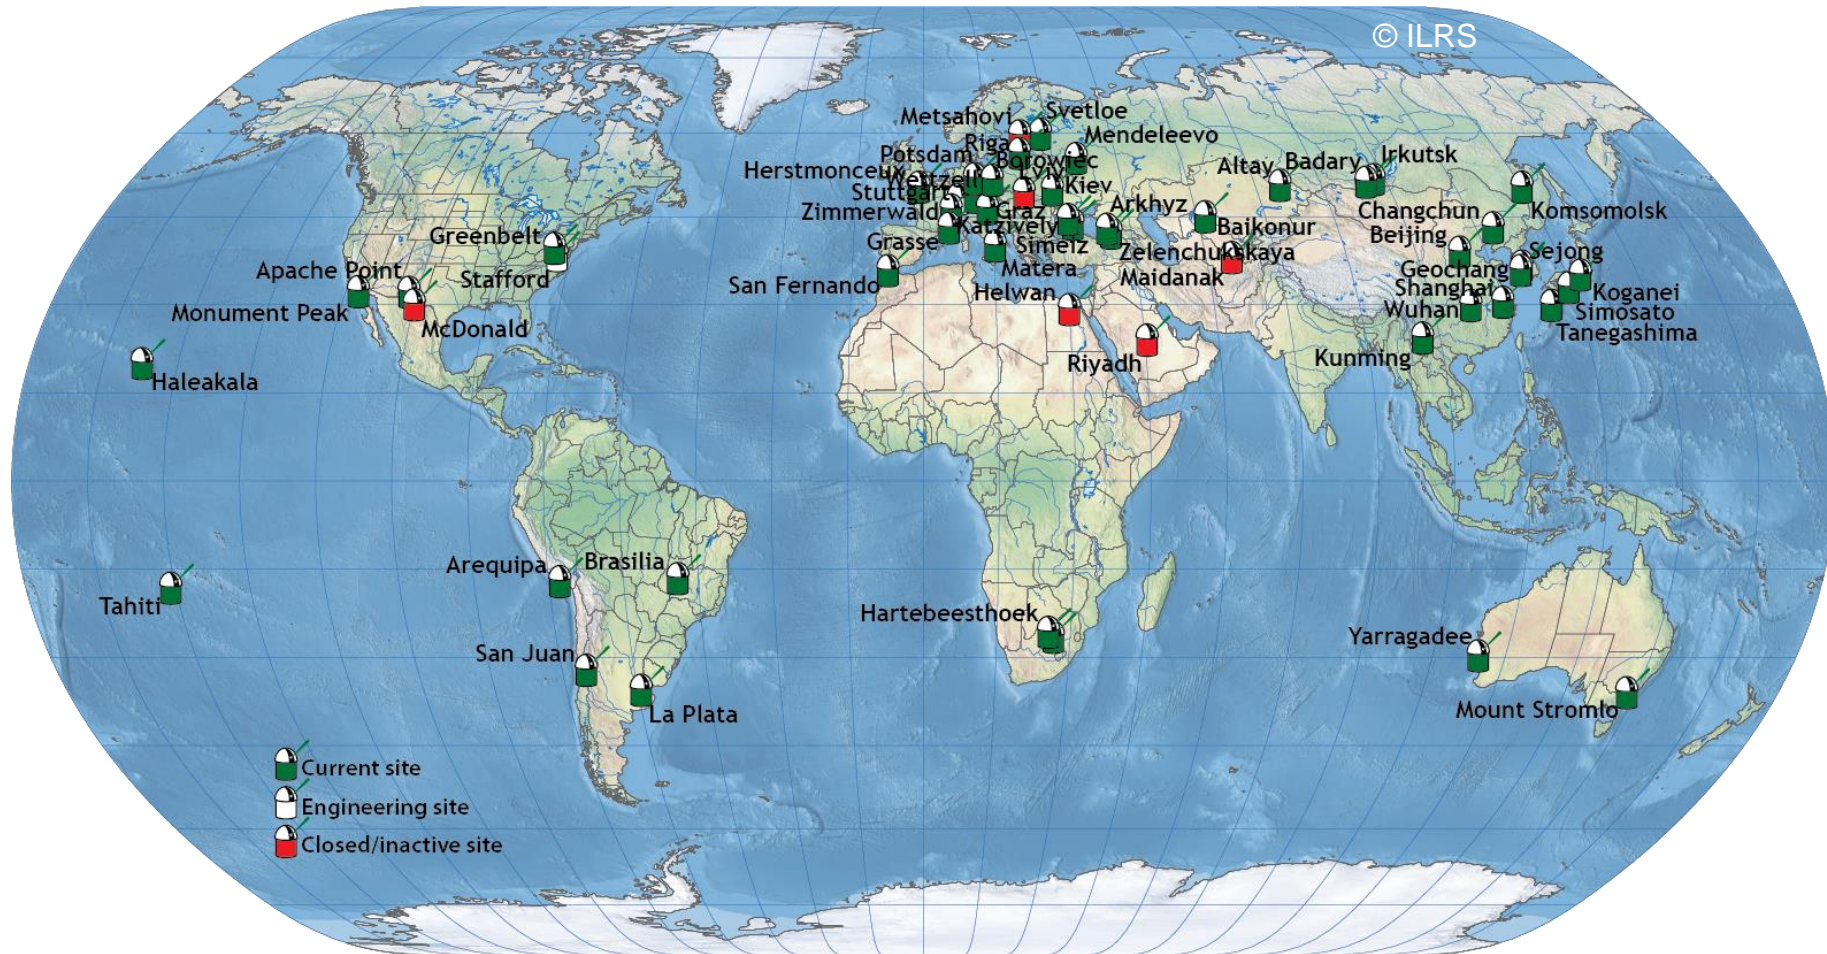 © ILRS
Metsahovi
Svetloe
Mendeleevo
Riga
Potsdam
Borowiec
Herstmonceux
Wettzell
Lviv
Kiev
Stuttgart
Zimmerwald
Graz
Katzively
Simeiz
Grasse
Matera
San Fernando
Arkhyz
Zelenchukskaya
Maidanak
Baikonur
Altay
Badary
Irkutsk
Komsomolsk
Changchun
Beijing
Sejong
Geochang
Shanghai
Wuhan
Koganei
Simosato
Tanegashima
Kunming
Helwan
Riyadh
Greenbelt
Stafford
Apache Point
Monument Peak
McDonald
Haleakala
Tahiti
Arequipa
Brasilia
San Juan
La Plata
Hartebeesthoek
Yarragadee
Mount Stromlo
Current site
Engineering site
Closed/inactive site